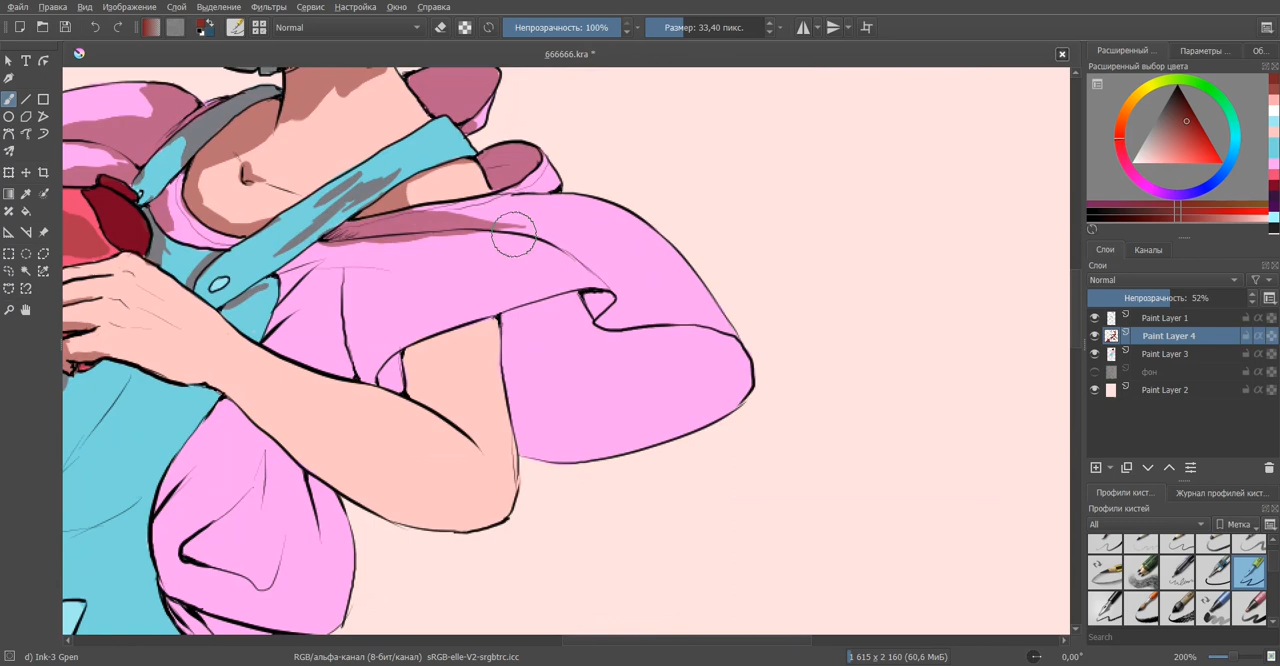 Файл Правка Вид Изображение Слой Выделение Фильтры Сервис Настройка Окно Справка
Normal Непрозрачность: 100% Размер: 33,40 пикс.
666666.kra *
Расширенный ... Параметры ... Об...
Расширенный выбор цвета
Слои Каналы
Слои
Normal
Непрозрачность: 52%
Paint Layer 1
Paint Layer 4
Paint Layer 3
фон
Paint Layer 2
Профили кист... Журнал профилей кист...
Профили кистей
All Метка
Search
d) Ink-3 Gpen RGB/альфа-канал (8-бит/канал) sRGB-elle-V2-srgbtrc.icc 1 615 x 2 160 (60,6 МиБ) 0,00° 200%